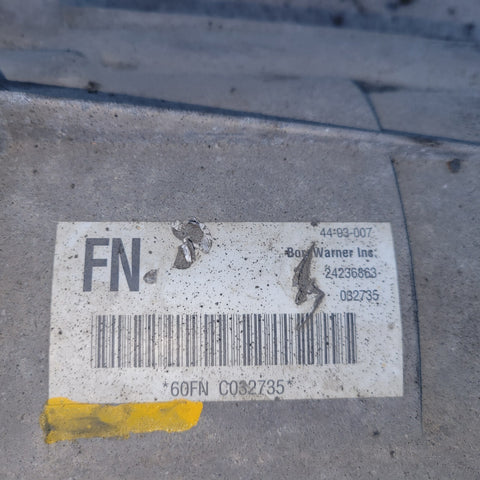 44-93-007
FN
Borg Warner Inc.
24236863
032735
*60FN C032735*